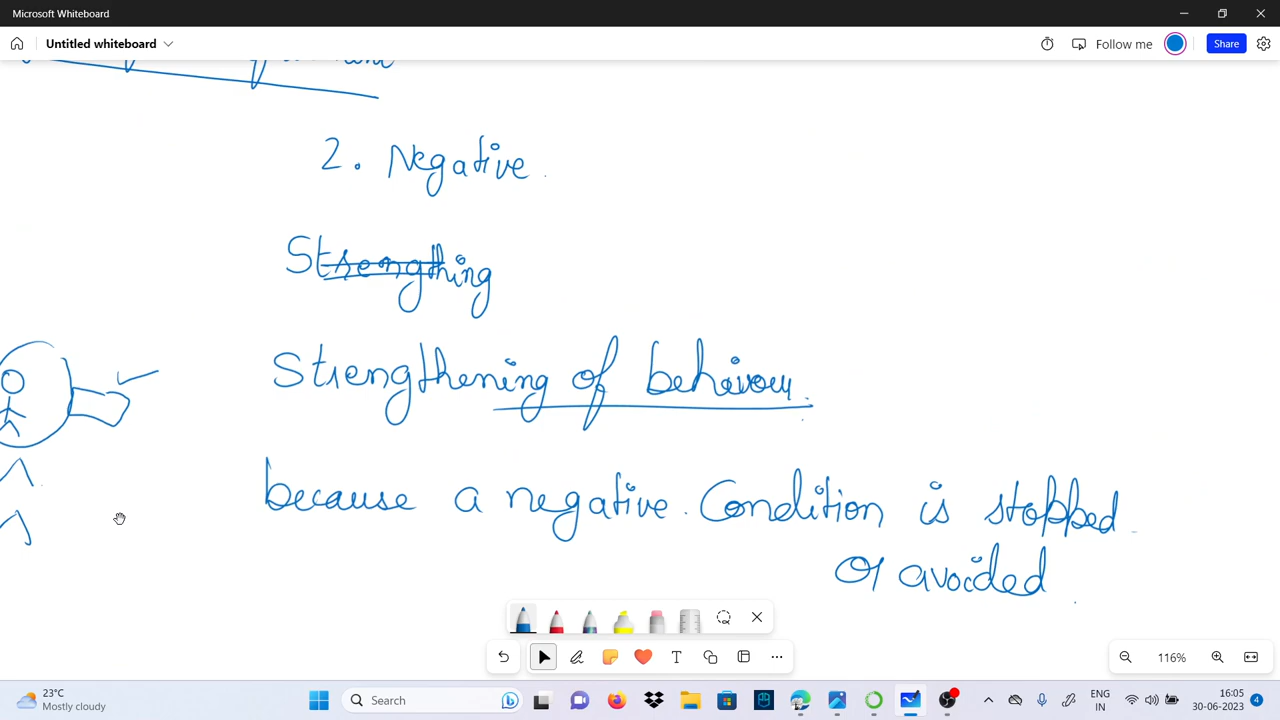 Microsoft Whiteboard
Untitled whiteboard
Follow me
Share
2. Negative.
Strengthing
Strengthening of behaviour.
because a negative. Condition is stopped
Or avoided
116%
23°C
Mostly cloudy
Search
ENG
IN
16:05
30-06-2023
4